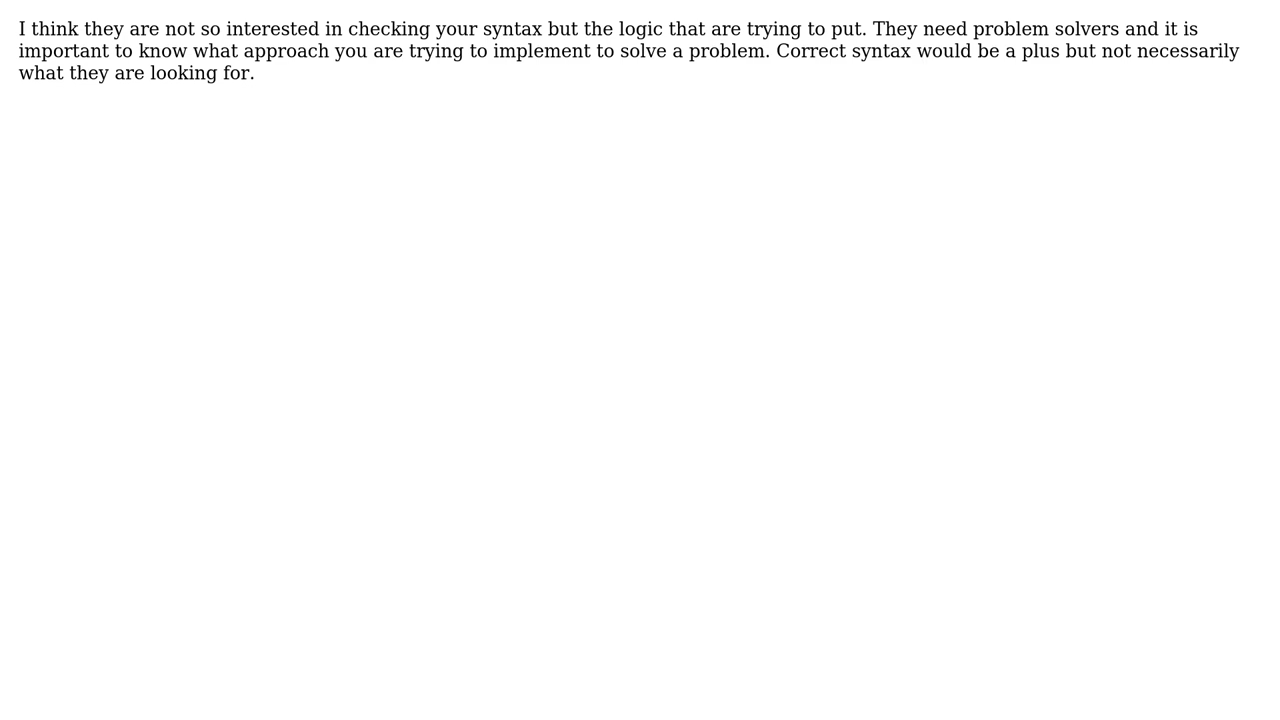 I think they are not so interested in checking your syntax but the logic that are trying to put. They need problem solvers and it is
important to know what approach you are trying to implement to solve a problem. Correct syntax would be a plus but not necessarily
what they are looking for.